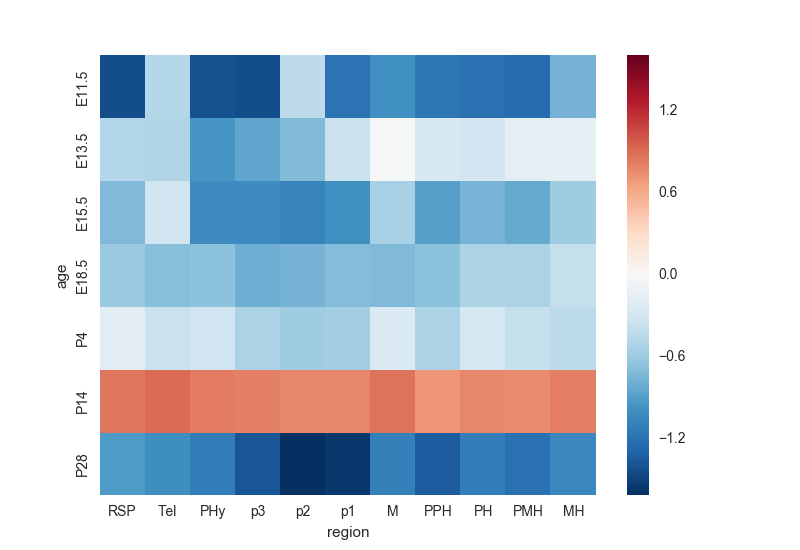 E11.5
E13.5
E15.5
E18.5
P4
P14
P28
age
RSP Tel PHy p3 p2 p1 M PPH PH PMH MH
region
1.2
0.6
0.0
−0.6
−1.2